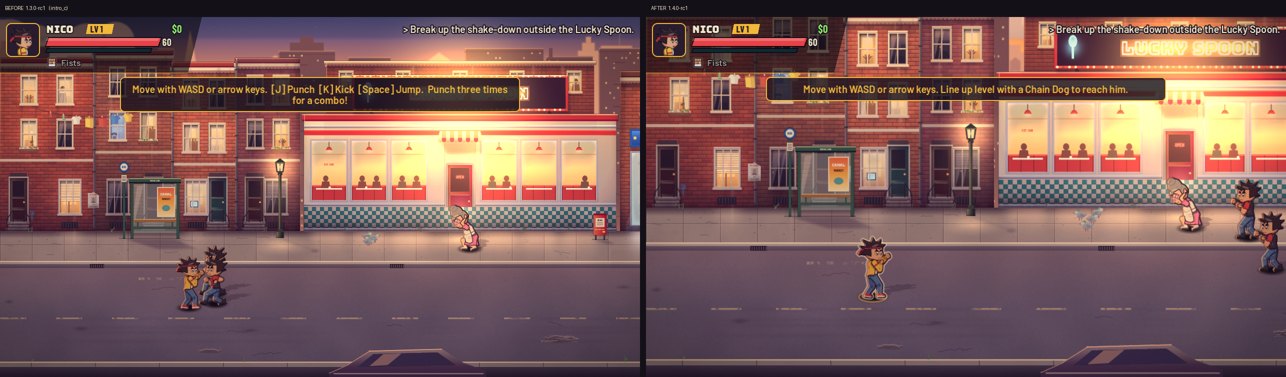 BEFORE 1.3.0-rc1 (intro_c)
NICO LV1 $0
60
Fists
> Break up the shake-down outside the Lucky Spoon.
Move with WASD or arrow keys. [J] Punch [K] Kick [Space] Jump. Punch three times
for a combo!
OPEN
AFTER 1.4.0-rc1
NICO LV1 $0
60
Fists
> Break up the shake-down outside the Lucky Spoon.
LUCKY SPOON
Move with WASD or arrow keys. Line up level with a Chain Dog to reach him.
OPEN